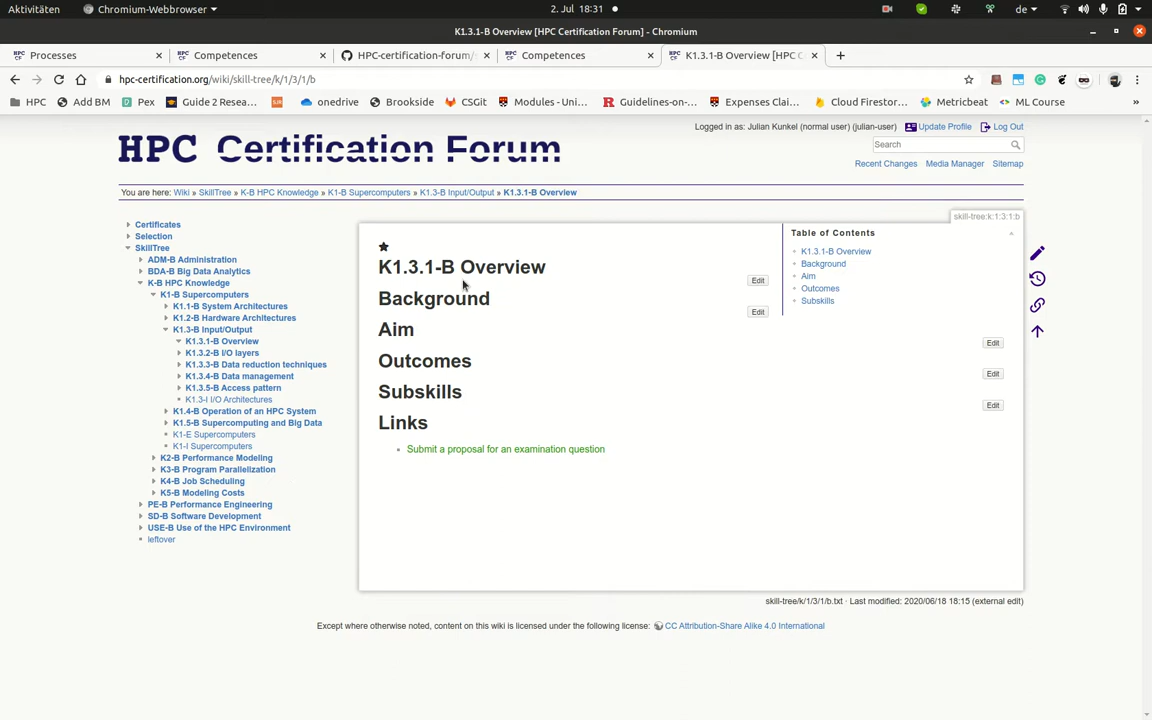 Aktivitäten
Chromium-Webbrowser
2. Jul 18:31
de
K1.3.1-B Overview [HPC Certification Forum] - Chromium
Processes
Competences
HPC-certification-forum/
Competences
K1.3.1-B Overview [HPC C
hpc-certification.org/wiki/skill-tree/k/1/3/1/b
HPC
Add BM
Pex
Guide 2 Resea...
onedrive
Brookside
CSGit
Modules - Uni...
Guidelines-on-...
Expenses Clai...
Cloud Firestor...
Metricbeat
ML Course
»
Logged in as: Julian Kunkel (normal user) (julian-user)
Update Profile
Log Out
HPC Certification Forum
Search
Recent Changes
Media Manager
Sitemap
You are here: Wiki » SkillTree » K-B HPC Knowledge » K1-B Supercomputers » K1.3-B Input/Output » K1.3.1-B Overview
skill-tree:k:1:3:1:b
Certificates
Selection
SkillTree
ADM-B Administration
BDA-B Big Data Analytics
K-B HPC Knowledge
K1-B Supercomputers
K1.1-B System Architectures
K1.2-B Hardware Architectures
K1.3-B Input/Output
K1.3.1-B Overview
K1.3.2-B I/O layers
K1.3.3-B Data reduction techniques
K1.3.4-B Data management
K1.3.5-B Access pattern
K1.3-I I/O Architectures
K1.4-B Operation of an HPC System
K1.5-B Supercomputing and Big Data
K1-E Supercomputers
K1-I Supercomputers
K2-B Performance Modeling
K3-B Program Parallelization
K4-B Job Scheduling
K5-B Modeling Costs
PE-B Performance Engineering
SD-B Software Development
USE-B Use of the HPC Environment
leftover
K1.3.1-B Overview
Edit
Background
Edit
Aim
Edit
Outcomes
Edit
Subskills
Edit
Links
Submit a proposal for an examination question
Table of Contents
K1.3.1-B Overview
Background
Aim
Outcomes
Subskills
skill-tree/k/1/3/1/b.txt · Last modified: 2020/06/18 18:15 (external edit)
Except where otherwise noted, content on this wiki is licensed under the following license: CC Attribution-Share Alike 4.0 International